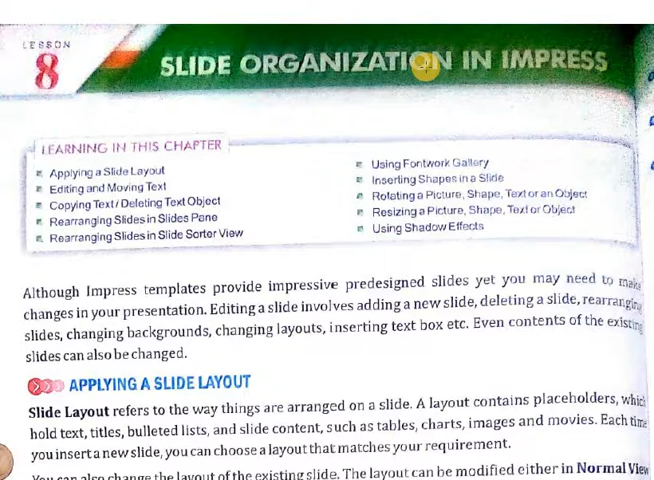 LESSON
8
SLIDE ORGANIZATION IN IMPRESS
LEARNING IN THIS CHAPTER
Applying a Slide Layout
Editing and Moving Text
Copying Text / Deleting Text Object
Rearranging Slides in Slides Pane
Rearranging Slides in Slide Sorter View
Using Fontwork Gallery
Inserting Shapes in a Slide
Rotating a Picture, Shape, Text or an Object
Resizing a Picture, Shape, Text or Object
Using Shadow Effects
Although Impress templates provide impressive predesigned slides yet you may need to make
changes in your presentation. Editing a slide involves adding a new slide, deleting a slide, rearranging
slides, changing backgrounds, changing layouts, inserting text box etc. Even contents of the existing
slides can also be changed.
APPLYING A SLIDE LAYOUT
Slide Layout refers to the way things are arranged on a slide. A layout contains placeholders, which
hold text, titles, bulleted lists, and slide content, such as tables, charts, images and movies. Each time
you insert a new slide, you can choose a layout that matches your requirement.
You can also change the layout of the existing slide. The layout can be modified either in Normal View